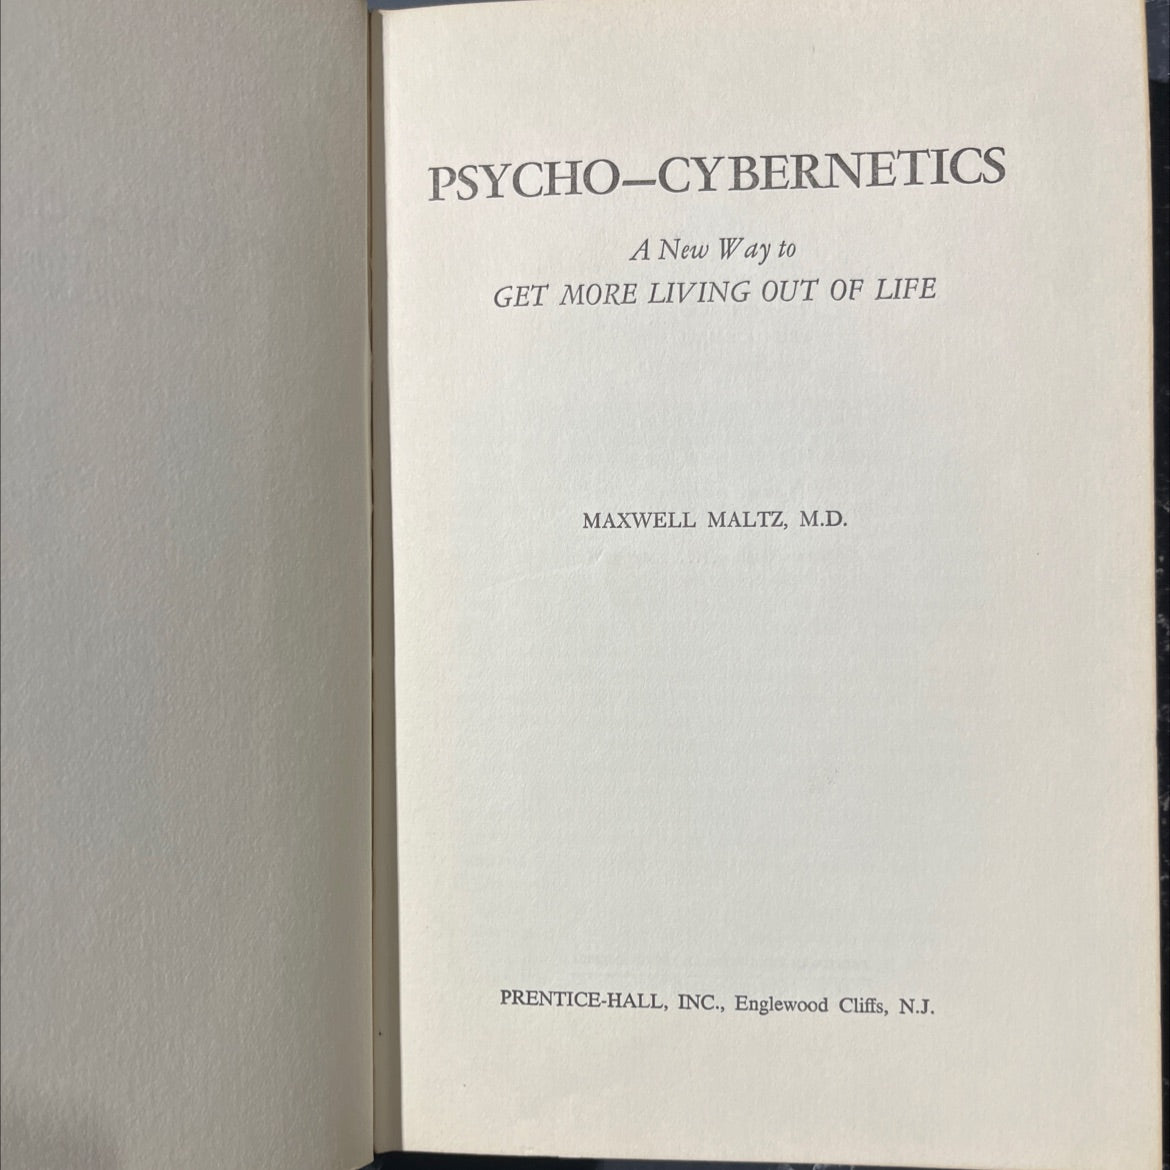 PSYCHO—CYBERNETICS
A New Way to
GET MORE LIVING OUT OF LIFE
MAXWELL MALTZ, M.D.
PRENTICE-HALL, INC., Englewood Cliffs, N.J.